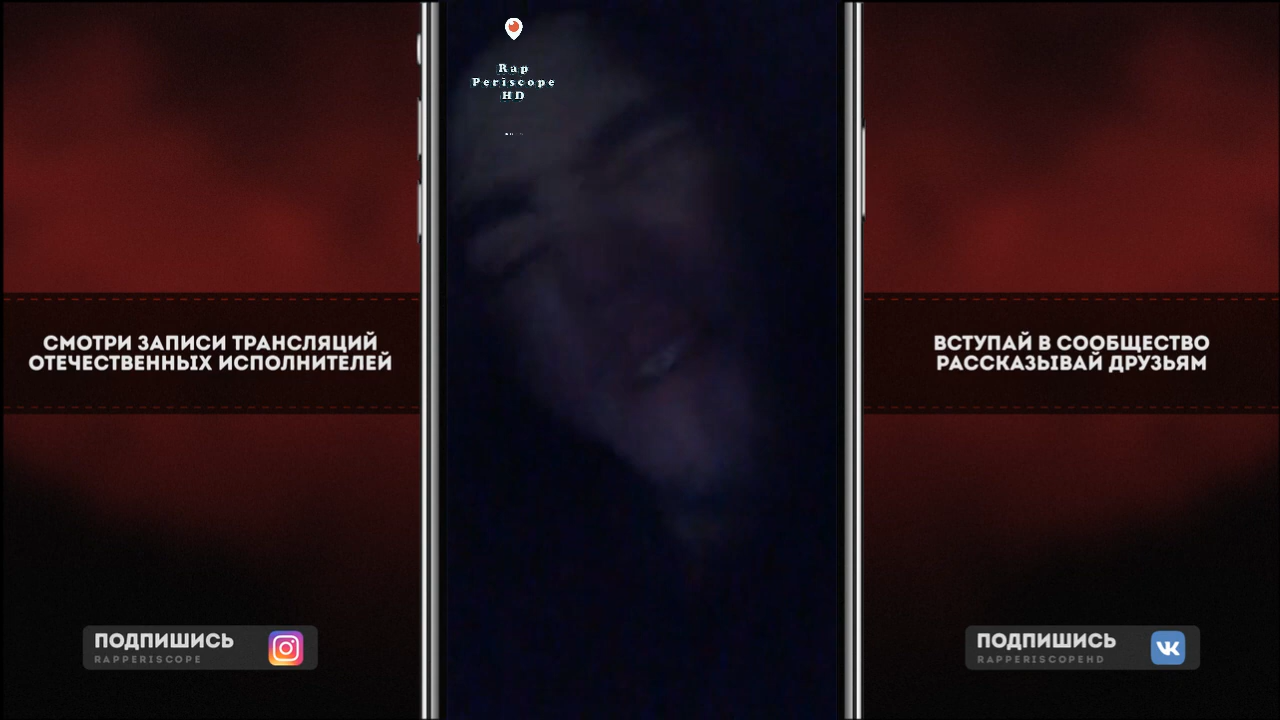 Rap
Periscope
HD
СМОТРИ ЗАПИСИ ТРАНСЛЯЦИЙ
ОТЕЧЕСТВЕННЫХ ИСПОЛНИТЕЛЕЙ
ВСТУПАЙ В СООБЩЕСТВО
РАССКАЗЫВАЙ ДРУЗЬЯМ
ПОДПИШИСЬ
RAPPERISCOPE
ПОДПИШИСЬ
RAPPERISCOPEHD